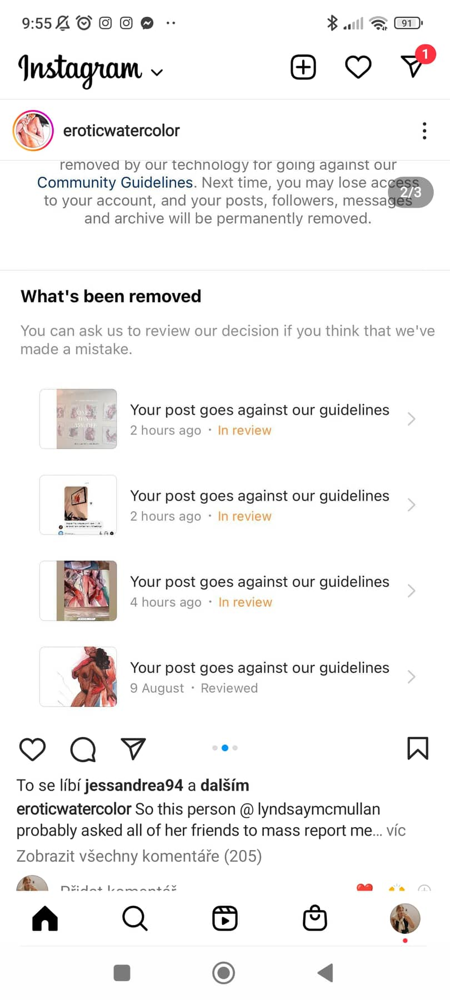 9:55
91
Instagram
1
eroticwatercolor
removed by our technology for going against our
Community Guidelines. Next time, you may lose access
2/3
to your account, and your posts, followers, messages
and archive will be permanently removed.
What's been removed
You can ask us to review our decision if you think that we've
made a mistake.
Your post goes against our guidelines
2 hours ago · In review
ONE
DAY
35% OFF
Your post goes against our guidelines
2 hours ago · In review
Your post goes against our guidelines
4 hours ago · In review
Your post goes against our guidelines
9 August · Reviewed
To se líbí jessandrea94 a dalším
eroticwatercolor So this person @ lyndsaymcmullan
probably asked all of her friends to mass report me... víc
Zobrazit všechny komentáře (205)
Přidat komentář